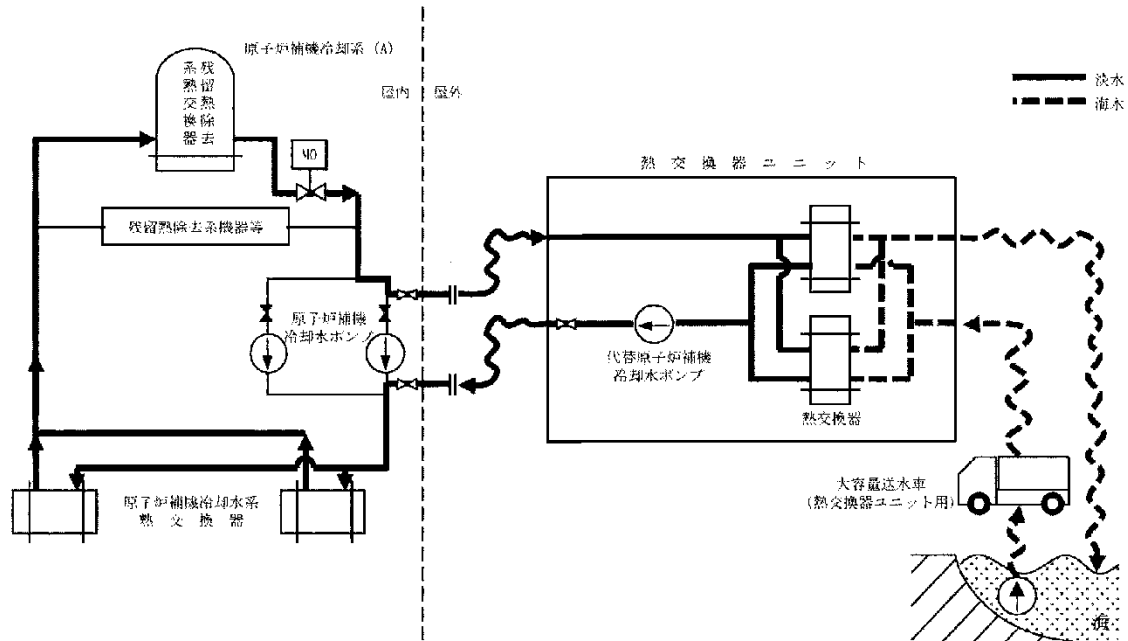 原子炉補機冷却系 (A)
残留熱除去
系熱交換器
屋内
屋外
淡水
海水
MO
熱交換器ユニット
残留熱除去系機器等
原子炉補機
冷却水ポンプ
代替原子炉補機
冷却水ポンプ
熱交換器
大容量送水車
(熱交換器ユニット用)
原子炉補機冷却水系
熱交換器
海